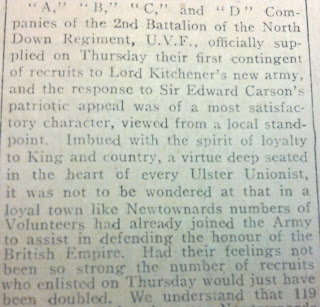 "A," "B," "C," and "D" Com-
panies of the 2nd Battalion of the North
Down Regiment, U.V.F., officially sup-
plied on Thursday their first contingent
of recruits to Lord Kitchener's new army,
and the response to Sir Edward Carson's
patriotic appeal was of a most satisfac-
tory character, viewed from a local stand-
point. Imbued with the spirit of loyalty
to King and country, a virtue deep seated
in the heart of every Ulster Unionist,
it was not to be wondered at that in a
loyal town like Newtownards numbers of
Volunteers had already joined the Army
to assist in defending the honour of the
British Empire. Had their feelings not
been so strong the number of recruits
who enlisted on Thursday would just have
been doubled. We understand that 119